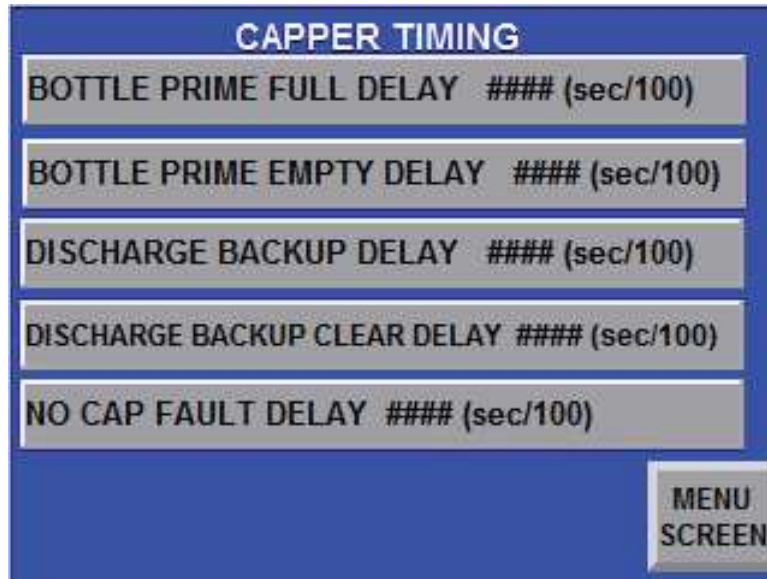 CAPPER TIMING
BOTTLE PRIME FULL DELAY #### (sec/100)
BOTTLE PRIME EMPTY DELAY #### (sec/100)
DISCHARGE BACKUP DELAY #### (sec/100)
DISCHARGE BACKUP CLEAR DELAY #### (sec/100)
NO CAP FAULT DELAY #### (sec/100)
MENU
SCREEN